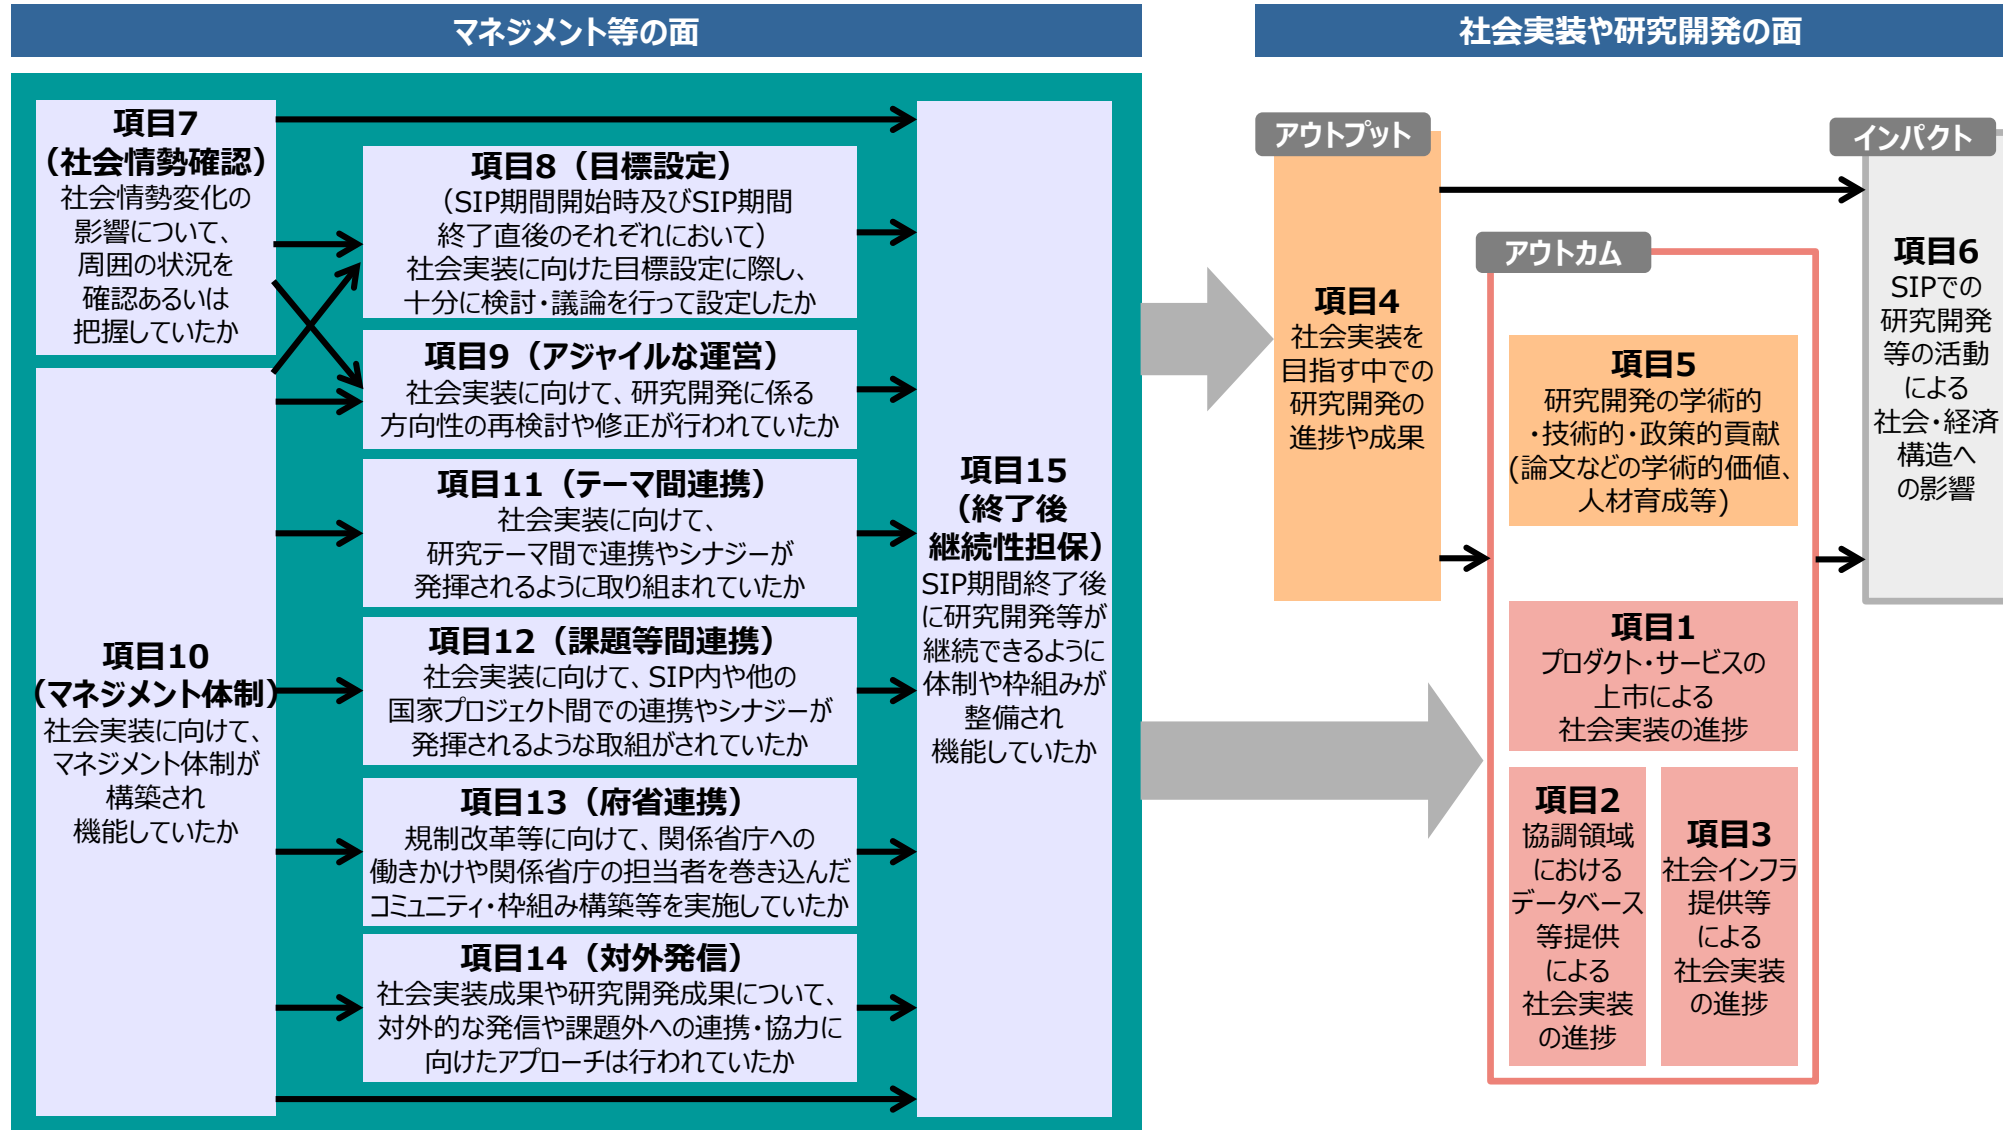 マネジメント等の面
項目7
（社会情勢確認）
社会情勢変化の
影響について、
周囲の状況を
確認あるいは
把握していたか
項目10
（マネジメント体制）
社会実装に向けて、
マネジメント体制が
構築され
機能していたか
項目8（目標設定）
（SIP期間開始時及びSIP期間
終了直後のそれぞれにおいて）
社会実装に向けた目標設定に際し、
十分に検討・議論を行って設定したか
項目9（アジャイルな運営）
社会実装に向けて、研究開発に係る
方向性の再検討や修正が行われていたか
項目11（テーマ間連携）
社会実装に向けて、
研究テーマ間で連携やシナジーが
発揮されるように取り組まれていたか
項目12（課題等間連携）
社会実装に向けて、SIP内や他の
国家プロジェクト間での連携やシナジーが
発揮されるような取組がされていたか
項目13（府省連携）
規制改革等に向けて、関係省庁への
働きかけや関係省庁の担当者を巻き込んだ
コミュニティ・枠組み構築等を実施していたか
項目14（対外発信）
社会実装成果や研究開発成果について、
対外的な発信や課題外への連携・協力に
向けたアプローチは行われていたか
項目15
（終了後
継続性担保）
SIP期間終了後
に研究開発等が
継続できるように
体制や枠組みが
整備され
機能していたか
社会実装や研究開発の面
アウトプット
項目4
社会実装を
目指す中での
研究開発の
進捗や成果
アウトカム
項目5
研究開発の学術的
・技術的・政策的貢献
(論文などの学術的価値、
人材育成等)
項目1
プロダクト・サービスの
上市による
社会実装の進捗
項目2
協調領域
における
データベース
等提供
による
社会実装
の進捗
項目3
社会インフラ
提供等
による
社会実装
の進捗
インパクト
項目6
SIPでの
研究開発
等の活動
による
社会・経済
構造へ
の影響